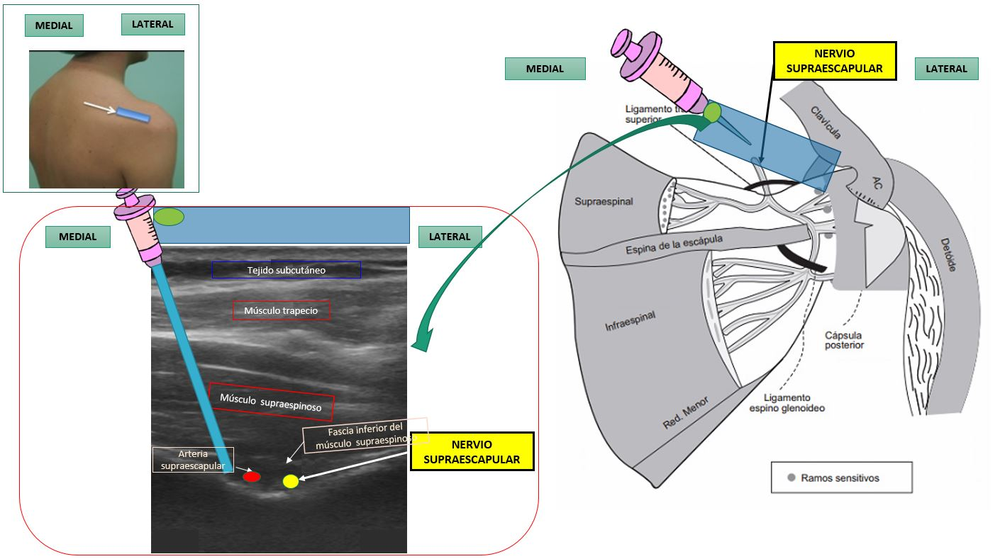 MEDIAL
LATERAL
MEDIAL
LATERAL
Tejido subcutáneo
Músculo trapecio
Músculo supraespinoso
Fascia inferior del
músculo supraespinoso
Arteria
supraescapular
NERVIO
SUPRAESCAPULAR
MEDIAL
NERVIO
SUPRAESCAPULAR
LATERAL
Ligamento
superior
Clavícula
AC
Supraespinal
Espina de la escápula
Detóide
Infraespinal
Cápsula
posterior
Ligamento
espino glenoideo
Red. Menor
Ramos sensitivos